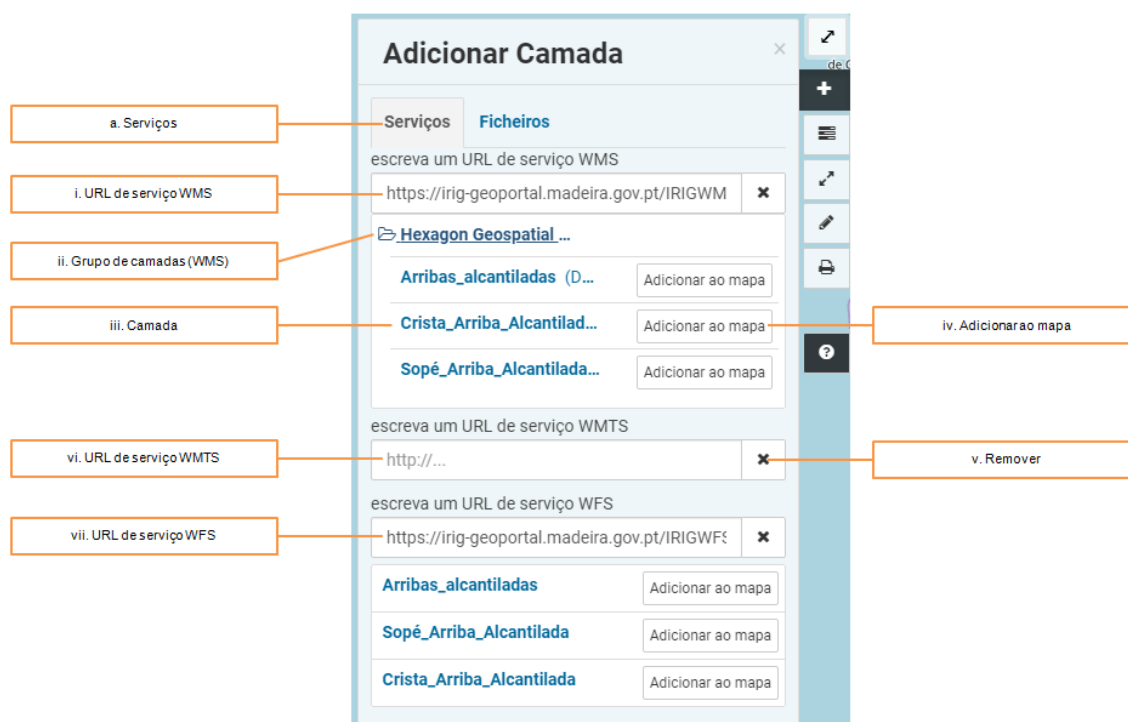 Adicionar Camada
×
de C
a. Serviços
Serviços
Ficheiros
escreva um URL de serviço WMS
i. URL de serviço WMS
https://irig-geoportal.madeira.gov.pt/IRIGWM
Hexagon Geospatial ...
ii. Grupo de camadas (WMS)
Arribas_alcantiladas (D...
Adicionar ao mapa
iii. Camada
Crista_Arriba_Alcantilad...
Adicionar ao mapa
iv. Adicionar ao mapa
Sopé_Arriba_Alcantilada...
Adicionar ao mapa
escreva um URL de serviço WMTS
vi. URL de serviço WMTS
http://...
v. Remover
escreva um URL de serviço WFS
vii. URL de serviço WFS
https://irig-geoportal.madeira.gov.pt/IRIGWFS
Arribas_alcantiladas
Adicionar ao mapa
Sopé_Arriba_Alcantilada
Adicionar ao mapa
Crista_Arriba_Alcantilada
Adicionar ao mapa